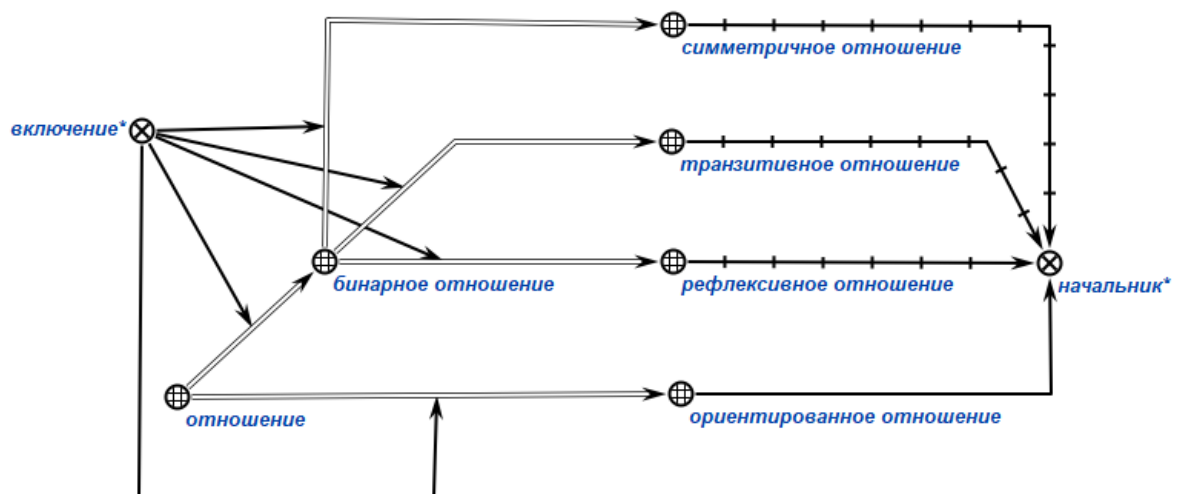 симметричное отношение
включение*
транзитивное отношение
бинарное отношение
рефлексивное отношение
начальник*
отношение
ориентированное отношение